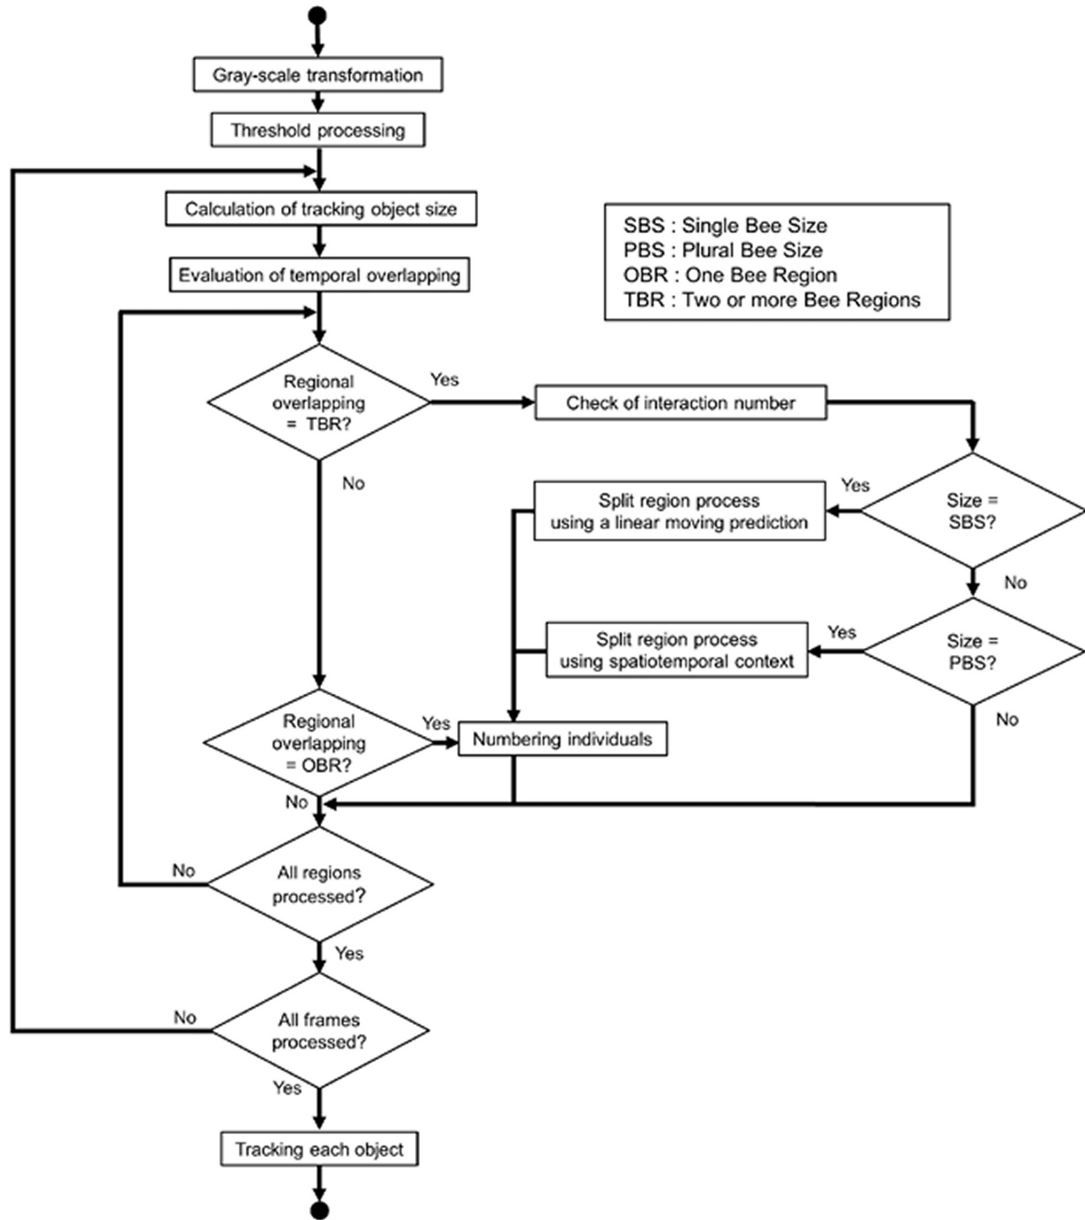 Gray-scale transformation
Threshold processing
Calculation of tracking object size
SBS : Single Bee Size
PBS : Plural Bee Size
OBR : One Bee Region
TBR : Two or more Bee Regions
Evaluation of temporal overlapping
Regional
overlapping
= TBR?
Yes
No
Check of interaction number
Size =
SBS?
Yes
No
Split region process
using a linear moving prediction
Size =
PBS?
Yes
No
Split region process
using spatiotemporal context
Regional
overlapping
= OBR?
Yes
No
Numbering individuals
All regions
processed?
No
Yes
All frames
processed?
No
Yes
Tracking each object